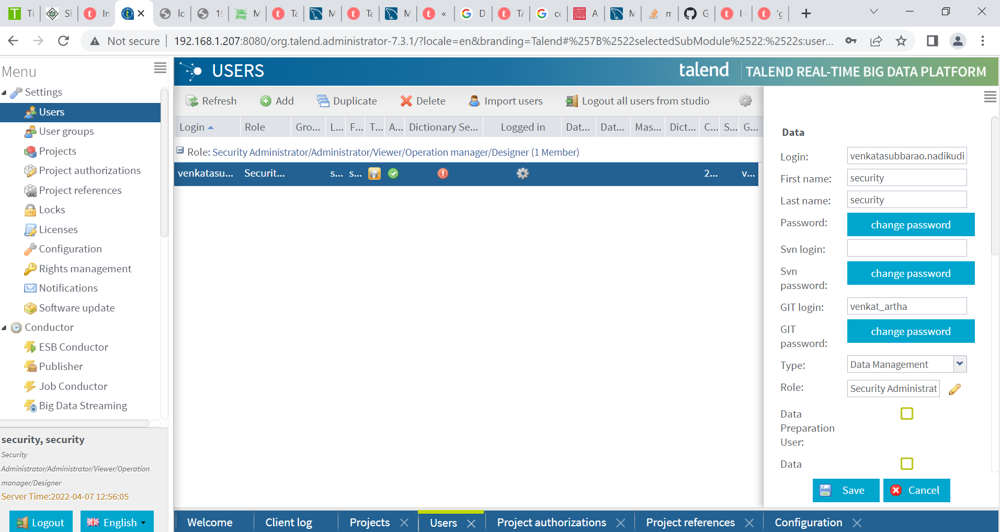 Ti
Sh
In
lo
19
M
Ta
M
Ta
M
«
D
TA
co
A
M
m
G
I
'g
Not secure
192.168.1.207:8080/org.talend.administrator-7.3.1/?locale=en&branding=Talend#%257B%2522selectedSubModule%2522:%2522s:user...
Menu
Settings
Users
User groups
Projects
Project authorizations
Project references
Locks
Licenses
Configuration
Rights management
Notifications
Software update
Conductor
ESB Conductor
Publisher
Job Conductor
Big Data Streaming
security, security
Security
Administrator/Administrator/Viewer/Operation
manager/Designer
Server Time:2022-04-07 12:56:05
Logout
English
USERS
talend
TALEND REAL-TIME BIG DATA PLATFORM
Refresh
Add
Duplicate
Delete
Import users
Logout all users from studio
Login
Role
Gro...
L...
F...
T...
A...
Dictionary Se...
Logged in
Dat...
Dat...
Mas...
Dict...
C...
S...
G...
Role: Security Administrator/Administrator/Viewer/Operation manager/Designer (1 Member)
venkatasu...
Securit...
s...
s...
2...
v...
Data
Login:
venkatasubbarao.nadikudi
First name:
security
Last name:
security
Password:
change password
Svn login:
Svn
password:
change password
GIT login:
venkat_artha
GIT
password:
change password
Type:
Data Management
Role:
Security Administrat
Data
Preparation
User:
Data
Save
Cancel
Welcome
Client log
Projects
Users
Project authorizations
Project references
Configuration